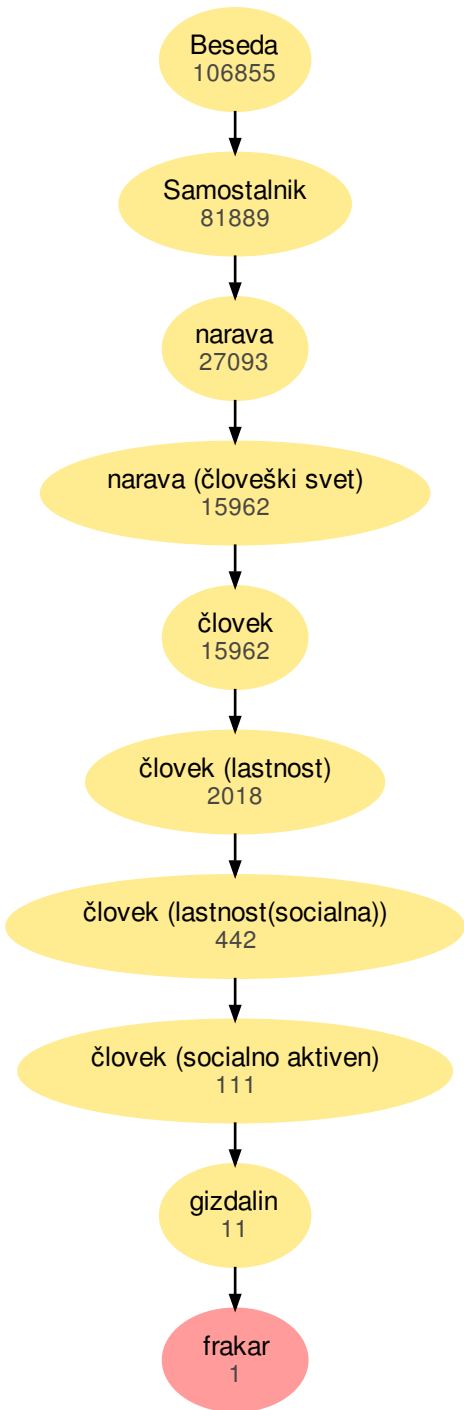 Beseda
106855
Samostalnik
81889
narava
27093
narava (človeški svet)
15962
človek
15962
človek (lastnost)
2018
človek (lastnost(socialna))
442
človek (socialno aktiven)
111
gizdalin
11
frakar
1